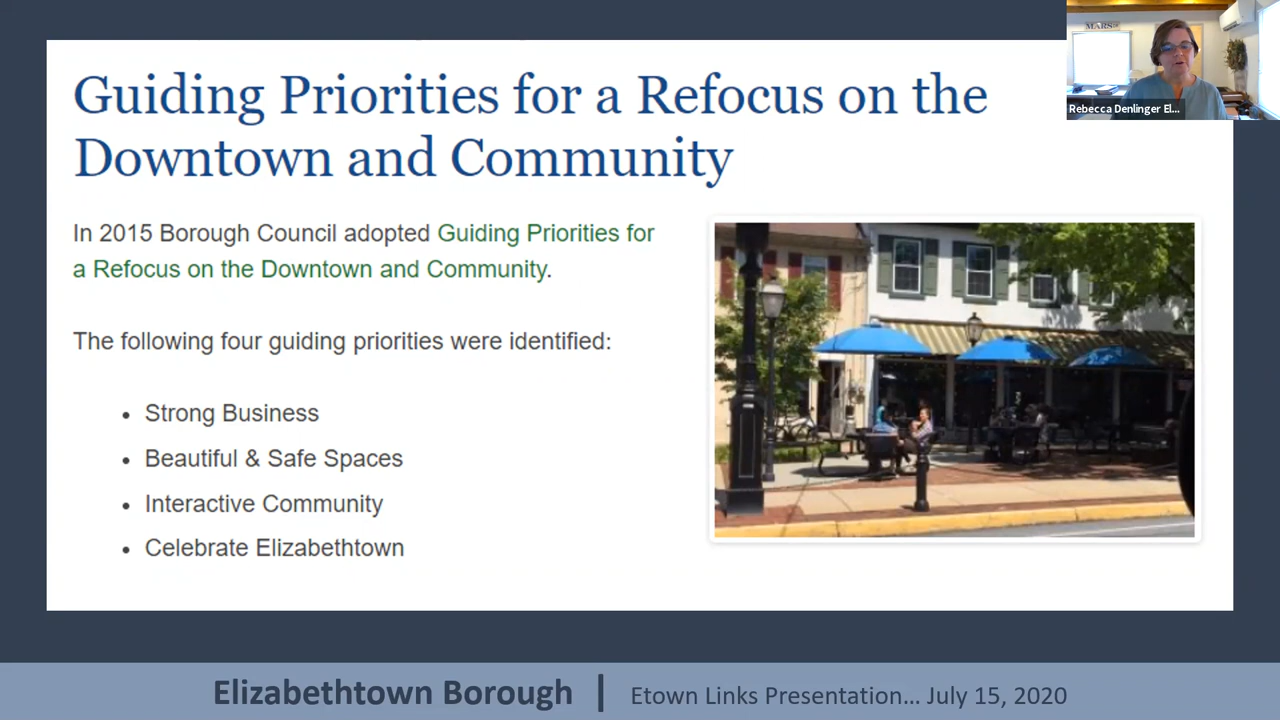 Guiding Priorities for a Refocus on the
Downtown and Community
MARS
Rebecca Denlinger El...
In 2015 Borough Council adopted Guiding Priorities for
a Refocus on the Downtown and Community.
The following four guiding priorities were identified:
• Strong Business
• Beautiful & Safe Spaces
• Interactive Community
• Celebrate Elizabethtown
Elizabethtown Borough | Etown Links Presentation... July 15, 2020